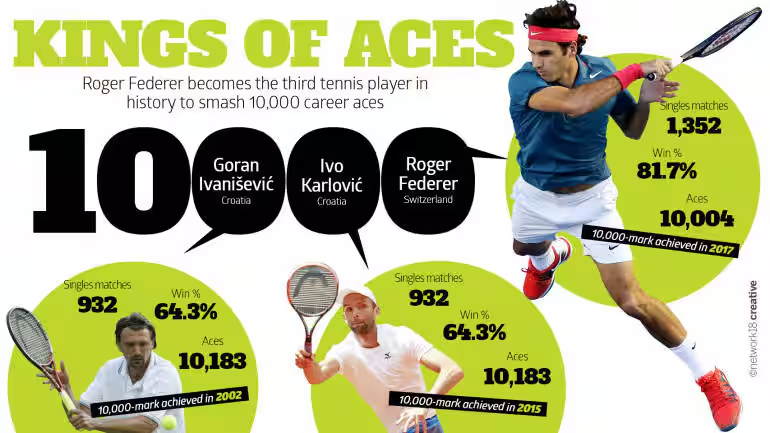 KINGS OF ACES
Roger Federer becomes the third tennis player in
history to smash 10,000 career aces
10000
Goran
Ivanišević
Croatia
Ivo
Karlović
Croatia
Roger
Federer
Switzerland
Singles matches
1,352
Win %
81.7%
Aces
10,004
10,000-mark achieved in 2017
Singles matches
932
Win %
64.3%
Aces
10,183
10,000-mark achieved in 2002
Singles matches
932
Win %
64.3%
Aces
10,183
10,000-mark achieved in 2015
©network18 creative